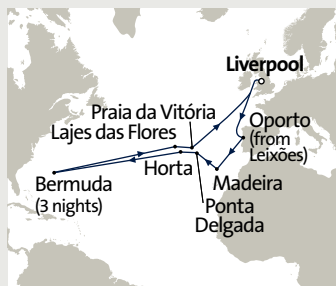 Liverpool
Praia da Vitória
Lajes das Flores
Oporto
(from
Leixões)
Horta
Madeira
Bermuda
(3 nights)
Ponta
Delgada